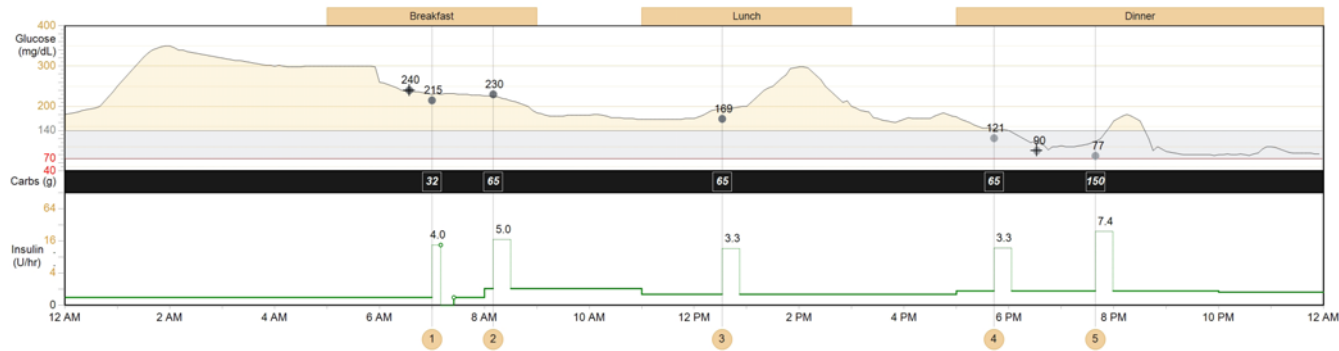 Breakfast Lunch Dinner
400
Glucose
(mg/dL)
300
200
140
70
40
240
215
230
169
121
90
77
Carbs (g) 32 65 65 65 150
64
16
Insulin
(U/hr)
4
0
4.0 5.0 3.3 3.3 7.4
12 AM 2 AM 4 AM 6 AM 8 AM 10 AM 12 PM 2 PM 4 PM 6 PM 8 PM 10 PM 12 AM
1 2 3 4 5